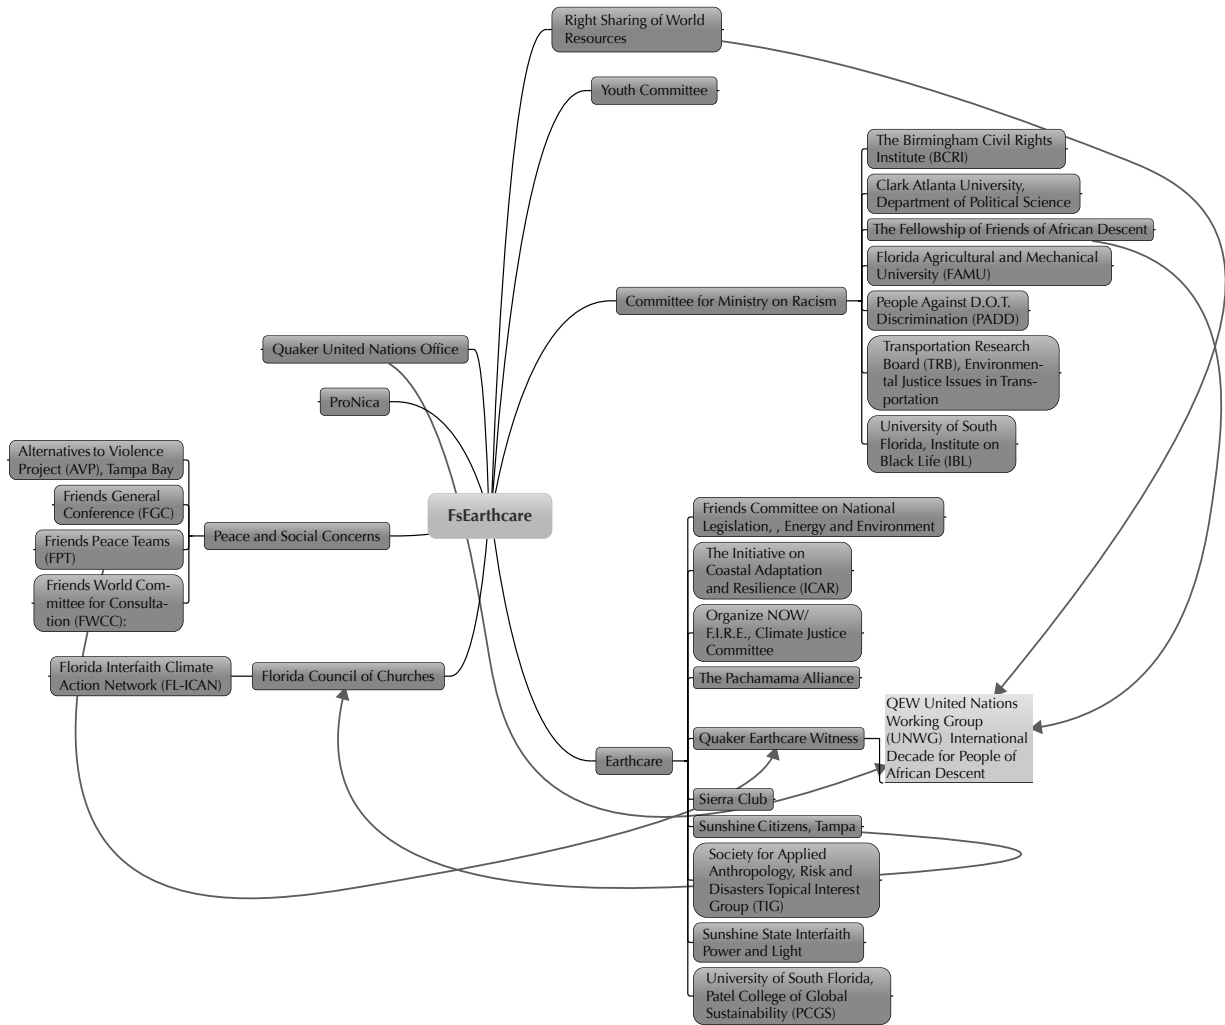 Right Sharing of World
Resources
Youth Committee
The Birmingham Civil Rights
Institute (BCRI)
Clark Atlanta University,
Department of Political Science
The Fellowship of Friends of African Descent
Florida Agricultural and Mechanical
University (FAMU)
Committee for Ministry on Racism
People Against D.O.T.
Discrimination (PADD)
Transportation Research
Board (TRB), Environmen-
tal Justice Issues in Trans-
portation
University of South
Florida, Institute on
Black Life (IBL)
Quaker United Nations Office
ProNica
Alternatives to Violence
Project (AVP), Tampa Bay
Friends General
Conference (FGC)
Friends Peace Teams
(FPT)
Friends World Com-
mittee for Consulta-
tion (FWCC):
Peace and Social Concerns
FsEarthcare
Florida Interfaith Climate
Action Network (FL-ICAN)
Florida Council of Churches
Friends Committee on National
Legislation, , Energy and Environment
The Initiative on
Coastal Adaptation
and Resilience (ICAR)
Organize NOW/
F.I.R.E., Climate Justice
Committee
The Pachamama Alliance
Quaker Earthcare Witness
QEW United Nations
Working Group
(UNWG)  International
Decade for People of
African Descent
Earthcare
Sierra Club
Sunshine Citizens, Tampa
Society for Applied
Anthropology, Risk and
Disasters Topical Interest
Group (TIG)
Sunshine State Interfaith
Power and Light
University of South Florida,
Patel College of Global
Sustainability (PCGS)